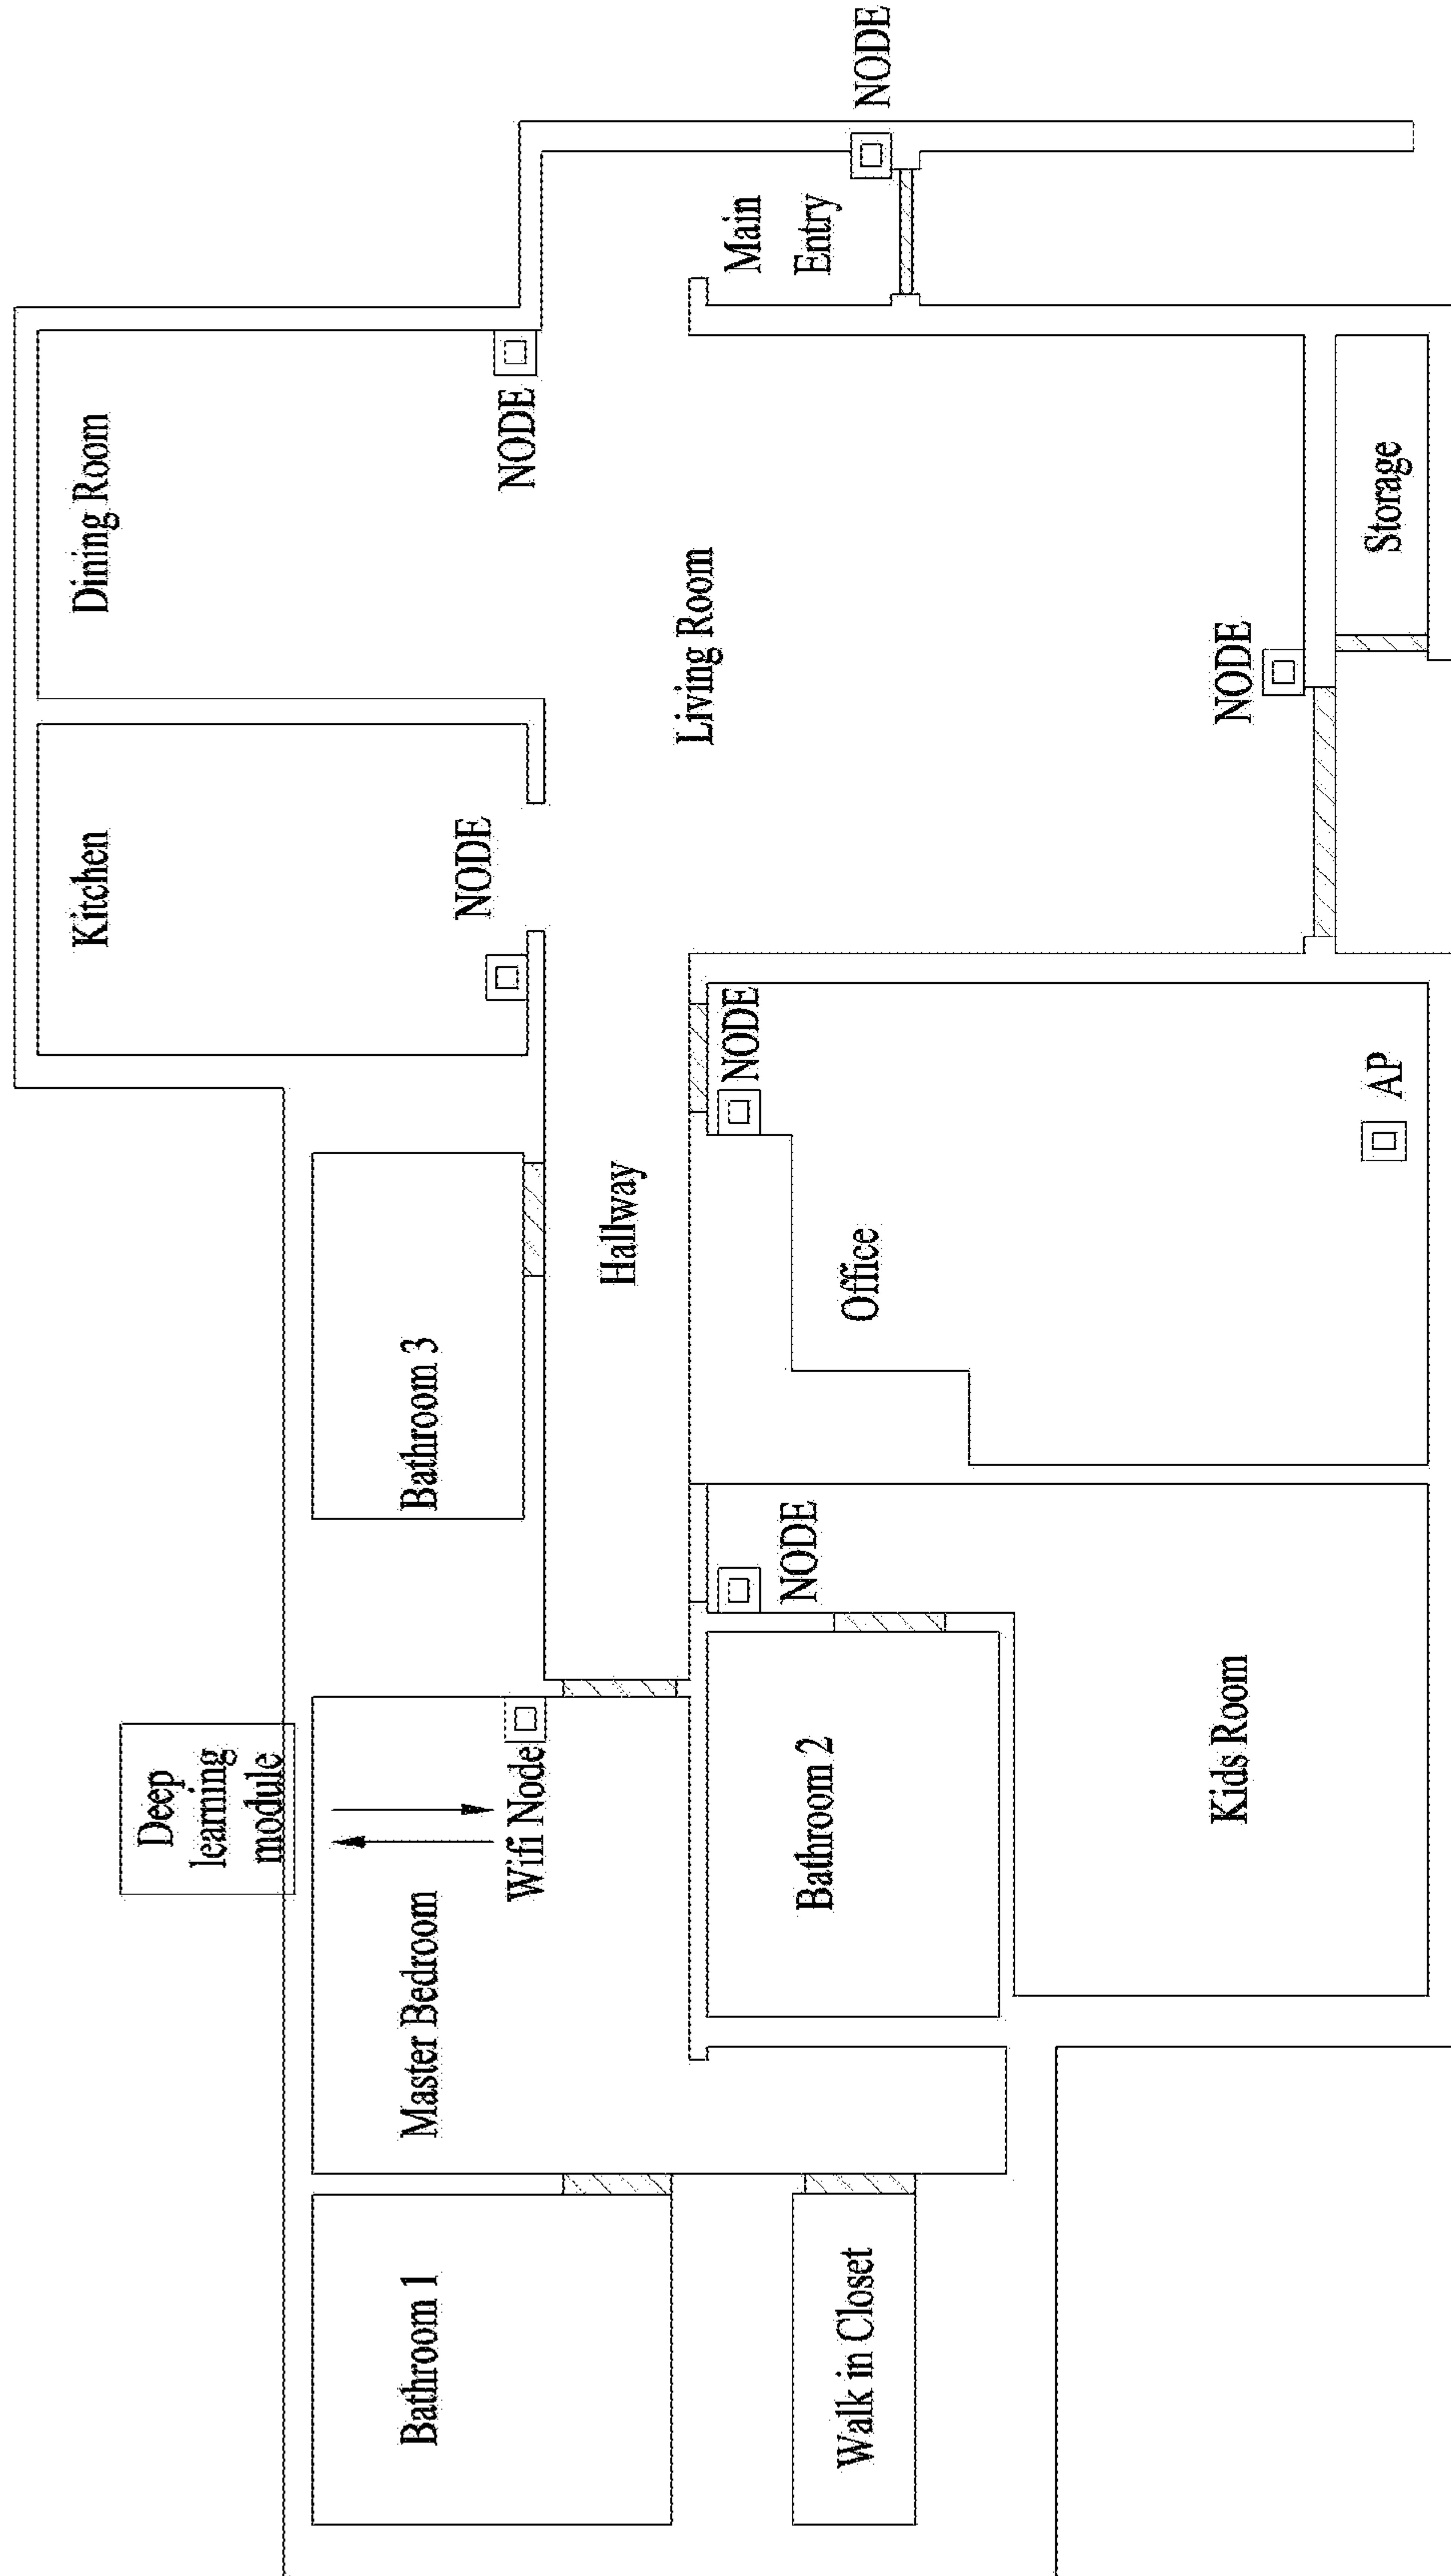 Deep
learning
module
Kitchen
Dining Room
NODE
NODE
Bathroom 1
Master Bedroom
Bathroom 3
Wifi Node
Hallway
Living Room
Main
Entry
NODE
NODE
NODE
Walk in Closet
Bathroom 2
Office
Kids Room
NODE
AP
Storage